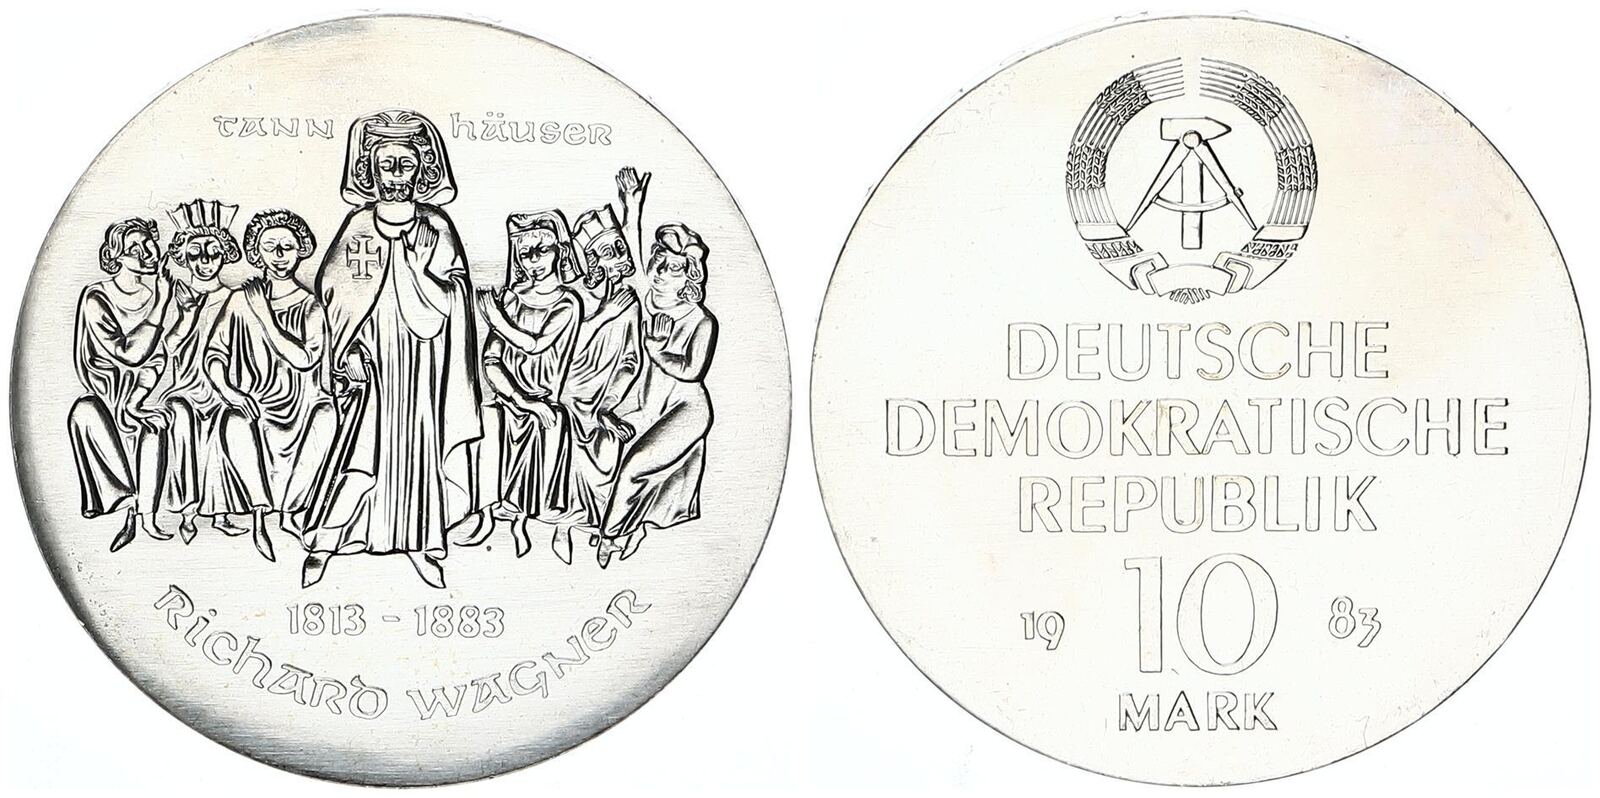 TANN HÄUSER
1813 - 1883
RICHARD WAGNER
DEUTSCHE
DEMOKRATISCHE
REPUBLIK
19 10 83
MARK